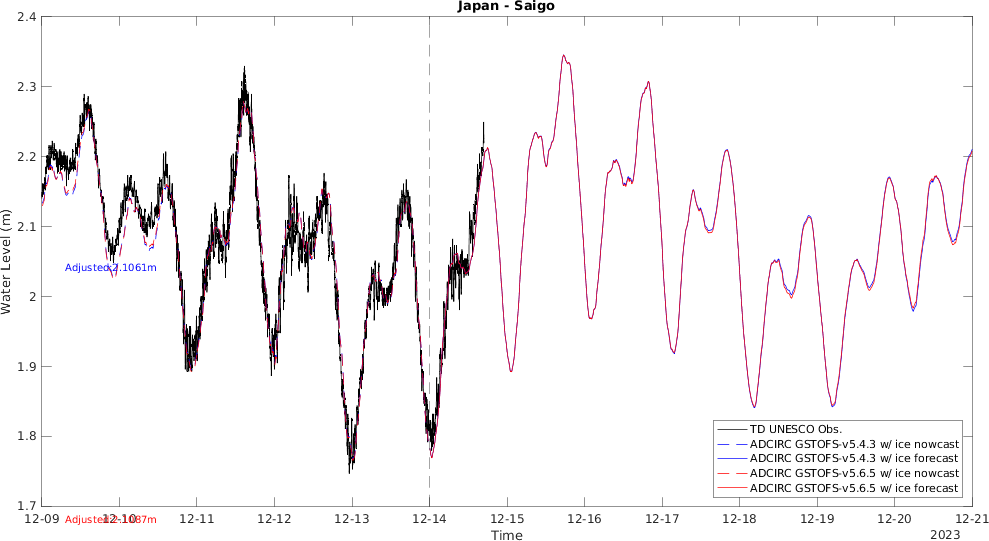 Japan - Saigo
2.4
2.3
2.2
2.1
2
1.9
1.8
1.7
Water Level (m)
Adjusted:2.1061m
Adjusted:2.1087m
TD UNESCO Obs.
ADCIRC GSTOFS-v5.4.3 w/ ice nowcast
ADCIRC GSTOFS-v5.4.3 w/ ice forecast
ADCIRC GSTOFS-v5.6.5 w/ ice nowcast
ADCIRC GSTOFS-v5.6.5 w/ ice forecast
12-09 12-10 12-11 12-12 12-13 12-14 12-15 12-16 12-17 12-18 12-19 12-20 12-21
Time
2023